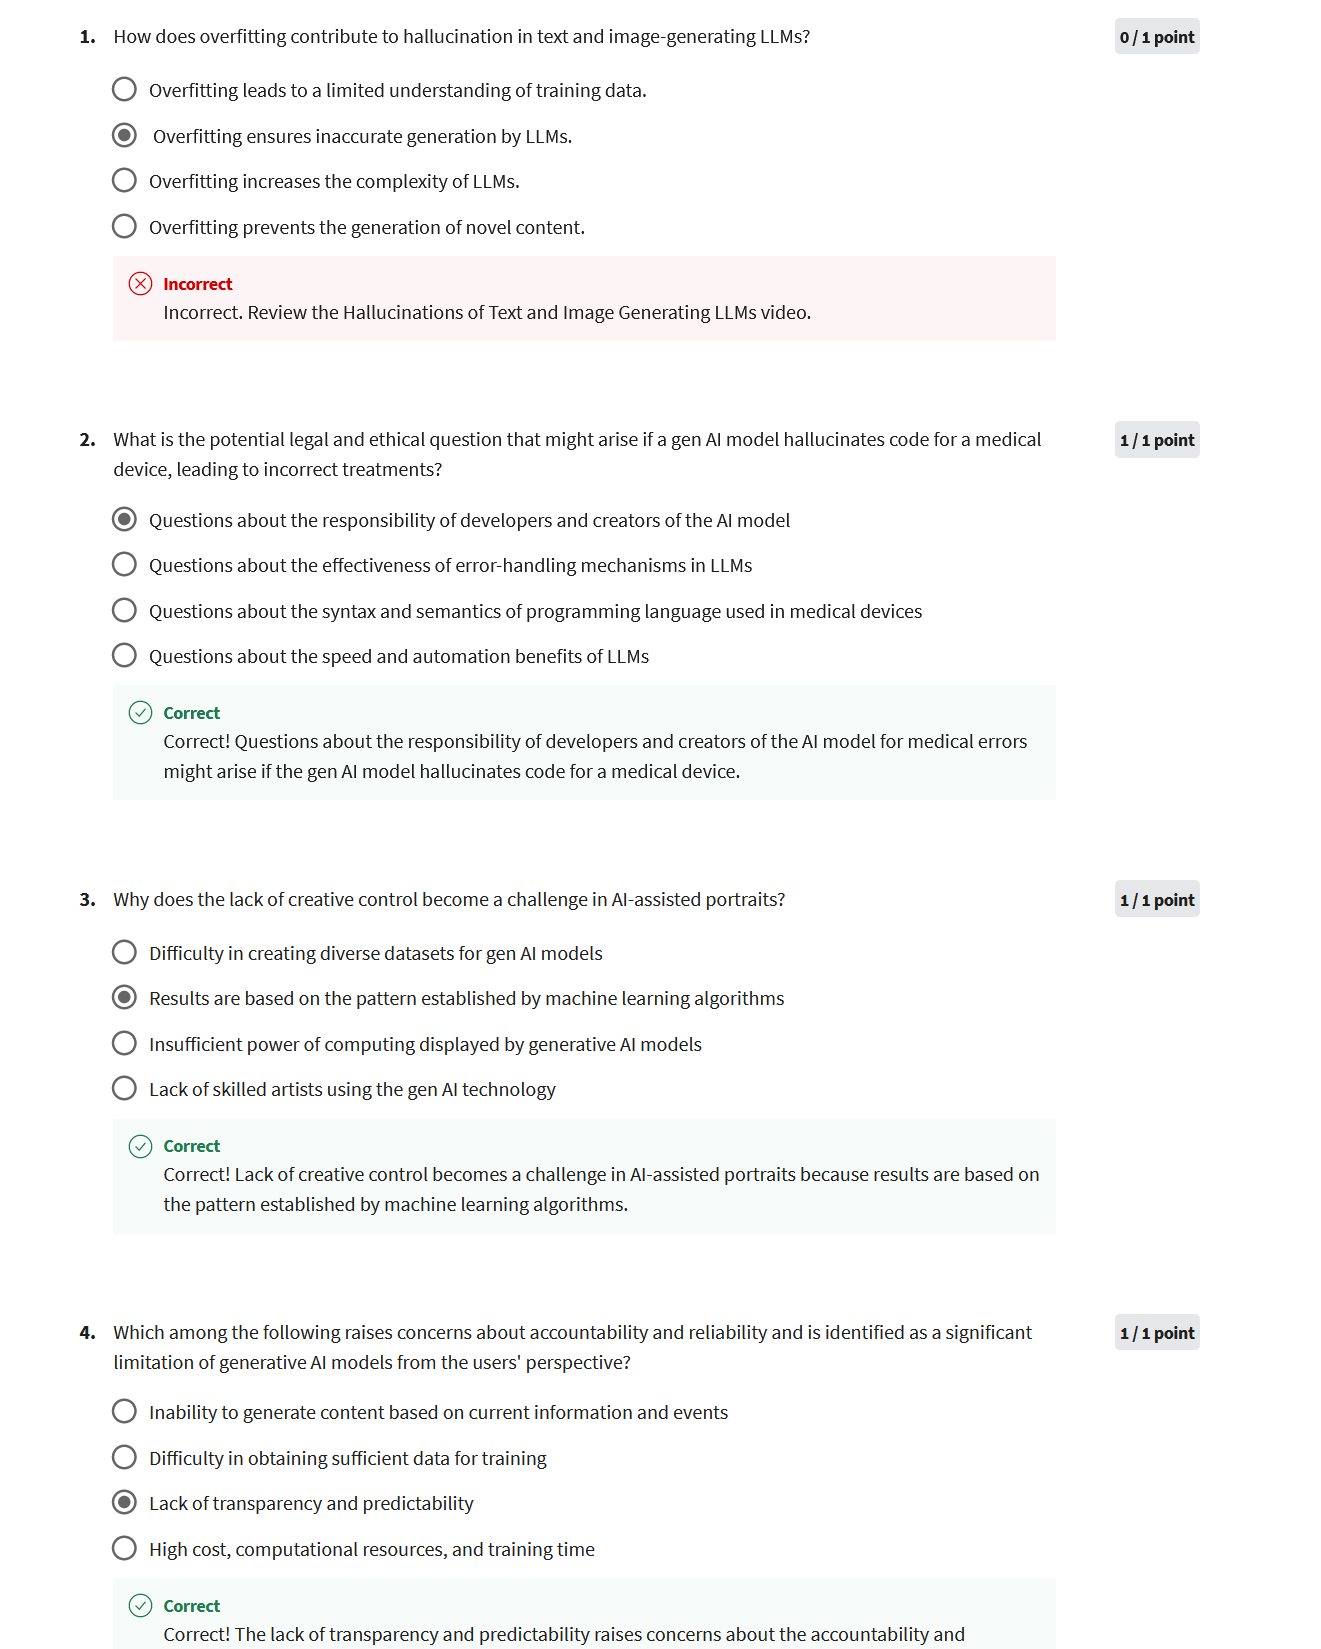 1. How does overfitting contribute to hallucination in text and image-generating LLMs?
0 / 1 point
Overfitting leads to a limited understanding of training data.
Overfitting ensures inaccurate generation by LLMs.
Overfitting increases the complexity of LLMs.
Overfitting prevents the generation of novel content.
Incorrect
Incorrect. Review the Hallucinations of Text and Image Generating LLMs video.
2. What is the potential legal and ethical question that might arise if a gen AI model hallucinates code for a medical
device, leading to incorrect treatments?
1 / 1 point
Questions about the responsibility of developers and creators of the AI model
Questions about the effectiveness of error-handling mechanisms in LLMs
Questions about the syntax and semantics of programming language used in medical devices
Questions about the speed and automation benefits of LLMs
Correct
Correct! Questions about the responsibility of developers and creators of the AI model for medical errors
might arise if the gen AI model hallucinates code for a medical device.
3. Why does the lack of creative control become a challenge in AI-assisted portraits?
1 / 1 point
Difficulty in creating diverse datasets for gen AI models
Results are based on the pattern established by machine learning algorithms
Insufficient power of computing displayed by generative AI models
Lack of skilled artists using the gen AI technology
Correct
Correct! Lack of creative control becomes a challenge in AI-assisted portraits because results are based on
the pattern established by machine learning algorithms.
4. Which among the following raises concerns about accountability and reliability and is identified as a significant
limitation of generative AI models from the users' perspective?
1 / 1 point
Inability to generate content based on current information and events
Difficulty in obtaining sufficient data for training
Lack of transparency and predictability
High cost, computational resources, and training time
Correct
Correct! The lack of transparency and predictability raises concerns about the accountability and